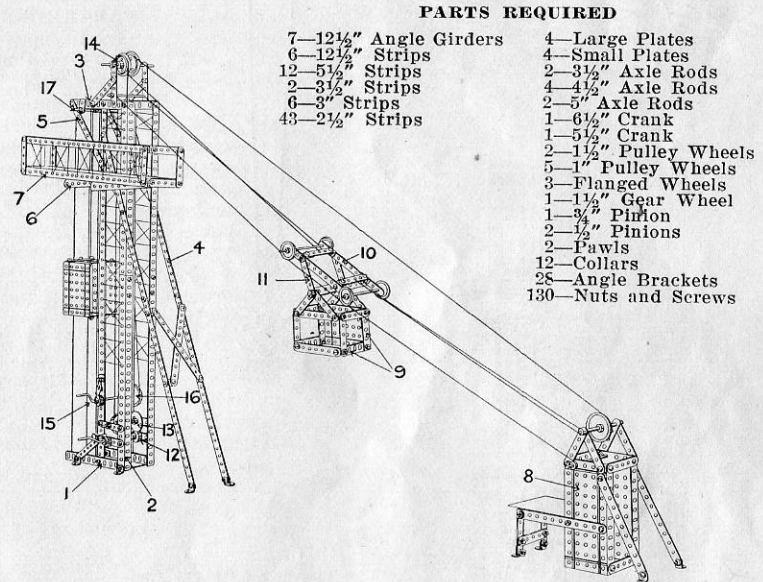 PARTS REQUIRED
7—12½" Angle Girders
6—12½" Strips
12—5½" Strips
2—3½" Strips
6—3" Strips
43—2½" Strips
4—Large Plates
4—Small Plates
2—3½" Axle Rods
4—4½" Axle Rods
2—5" Axle Rods
1—6½" Crank
1—5½" Crank
2—1½" Pulley Wheels
5—1" Pulley Wheels
3—Flanged Wheels
1—1½" Gear Wheel
1—¾" Pinion
2—½" Pinions
2—Pawls
12—Collars
28—Angle Brackets
130—Nuts and Screws
14
3
17
5
7
6
4
10
11
9
16
15
13
12
1
2
8